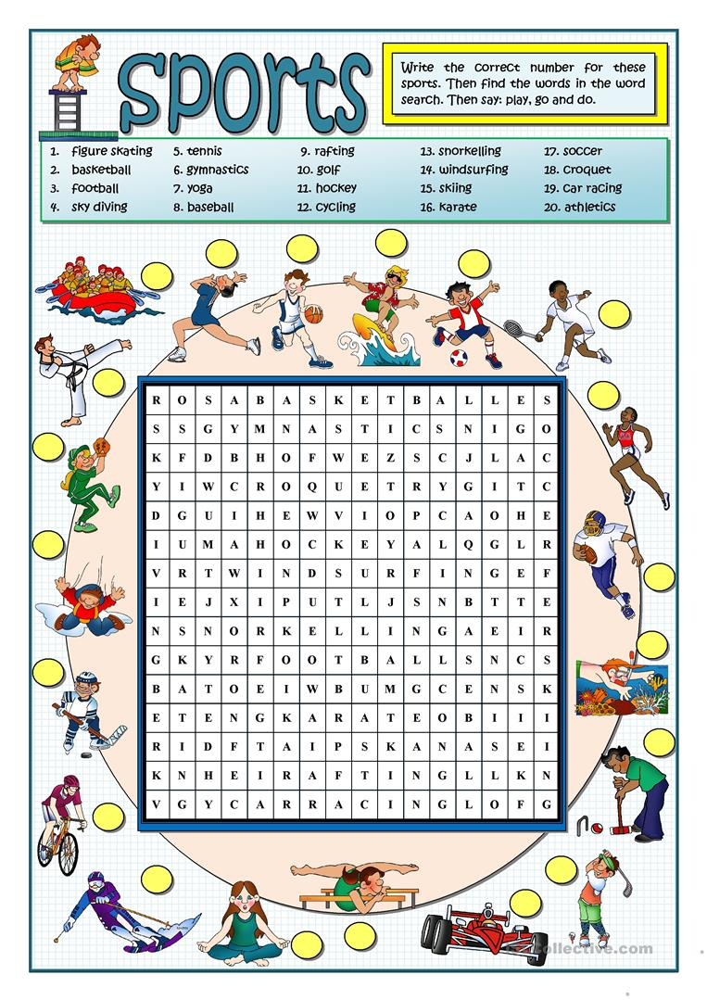 sports
Write the correct number for these
sports. Then find the words in the word
search. Then say: play, go and do.
1. figure skating 5. tennis 9. rafting 13. snorkelling 17. soccer
2. basketball 6. gymnastics 10. golf 14. windsurfing 18. croquet
3. football 7. yoga 11. hockey 15. skiing 19. car racing
4. sky diving 8. baseball 12. cycling 16. karate 20. athletics
R O S A B A S K E T B A L L E S
S S G Y M N A S T I C S N I G O
K F D B H O F W E Z S C J L A C
Y I W C R O Q U E T R Y G I T C
D G U I H E W V I O P C A O H E
I U M A H O C K E Y A L Q G L R
V R T W I N D S U R F I N G E F
I E J X I P U T L J S N B T T E
N S N O R K E L L I N G A E I R
G K Y R F O O T B A L L S N C S
B A T O E I W B U M G C E N S K
E T E N G K A R A T E O B I I I
R I D F T A I P S K A N A S E I
K N H E I R A F T I N G L L K N
V G Y C A R R A C I N G L O F G